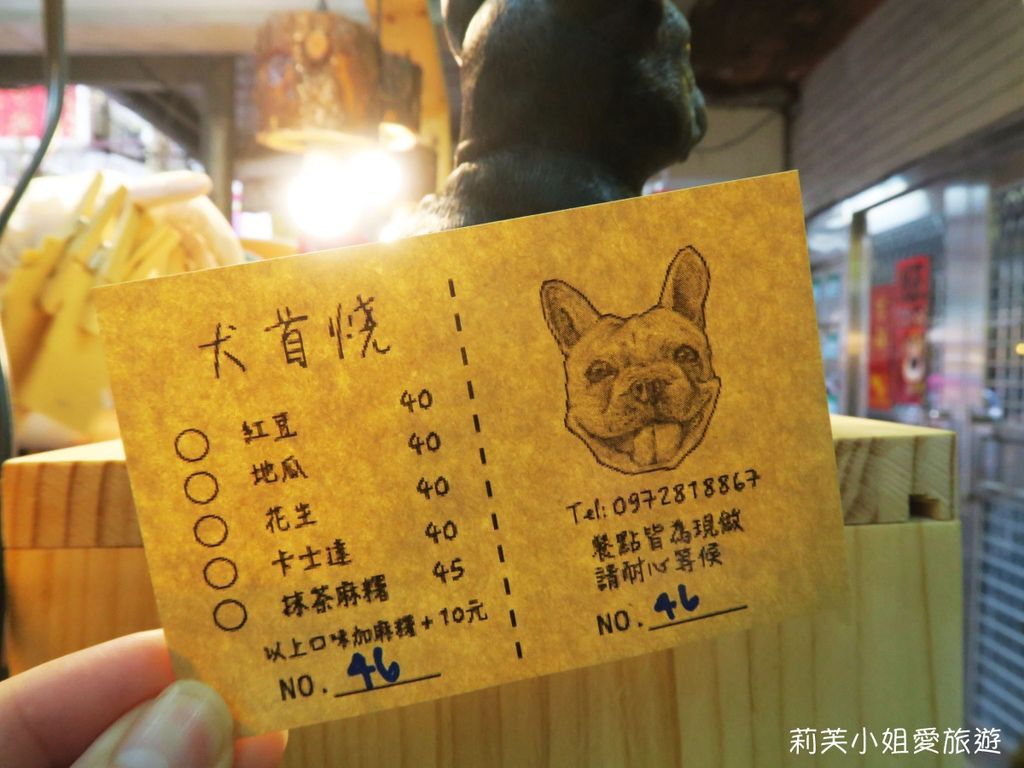 犬首燒
紅豆 40
地瓜 40
花生 40
卡士達 40
抹茶麻糬 45
以上口味加麻糬+10元
NO. 46
Tel: 0972818867
餐點皆為現做
請耐心等候
NO. 46
莉芙小姐愛旅遊